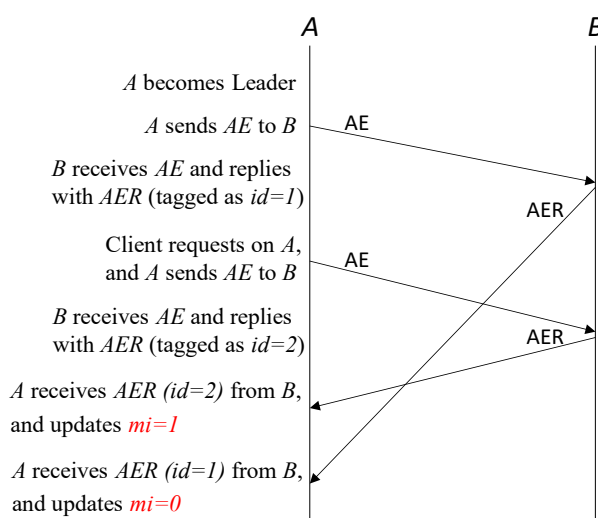 A
B
A becomes Leader
A sends AE to B
AE
B receives AE and replies
with AER (tagged as id=1)
AER
Client requests on A,
and A sends AE to B
AE
B receives AE and replies
with AER (tagged as id=2)
AER
A receives AER (id=2) from B,
and updates mi=1
A receives AER (id=1) from B,
and updates mi=0